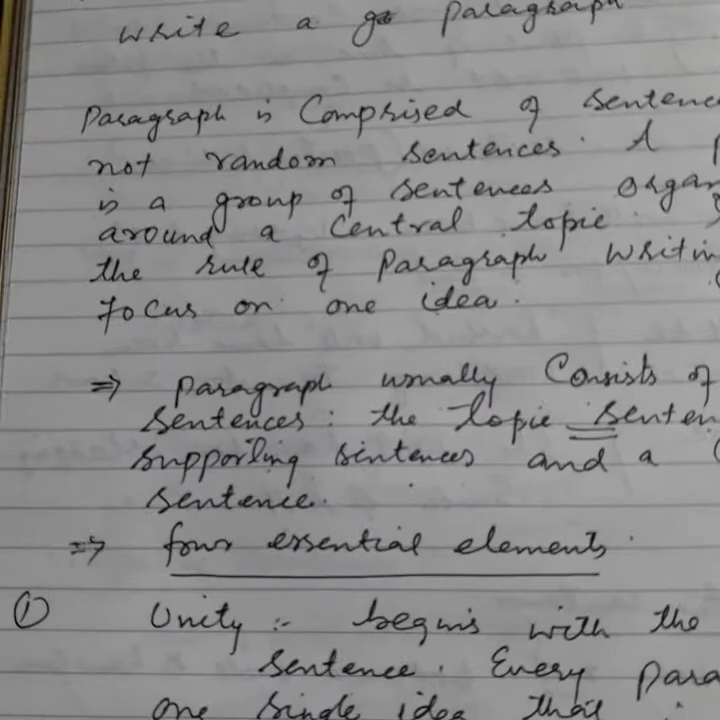 write a go paragraph
Paragraph is Comprised of sentenc
not random sentences. A
is a group of sentences organ
around a central topic.
the rule of Paragraph writin
focus on one idea.
⇒ paragraph usually Consists of
sentences: the topic senten
supporting sentences and a
sentence.
⇒ four essential elements.
① Unity :- begins with the
sentence. Every para
one single idea that